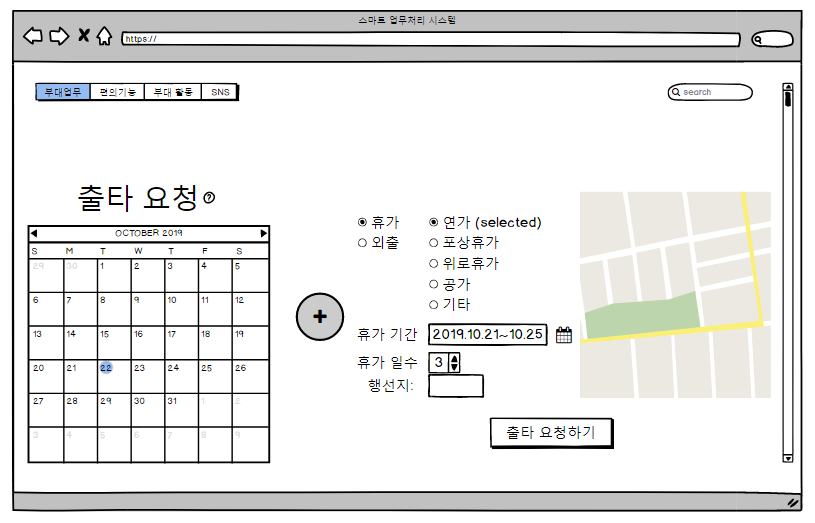 스마트 업무처리 시스템
https://
부대업무 편의기능 부대 활동 SNS
search
출타 요청 ?
OCTOBER 2019
S M T W T F S
29 30 1 2 3 4 5
6 7 8 9 10 11 12
13 14 15 16 17 18 19
20 21 22 23 24 25 26
27 28 29 30 31 1 2
3 4 5 6 7 8 9
+
휴가
외출
연가 (selected)
포상휴가
위로휴가
공가
기타
휴가 기간 2019.10.21~10.25
휴가 일수 3
행선지:
출타 요청하기